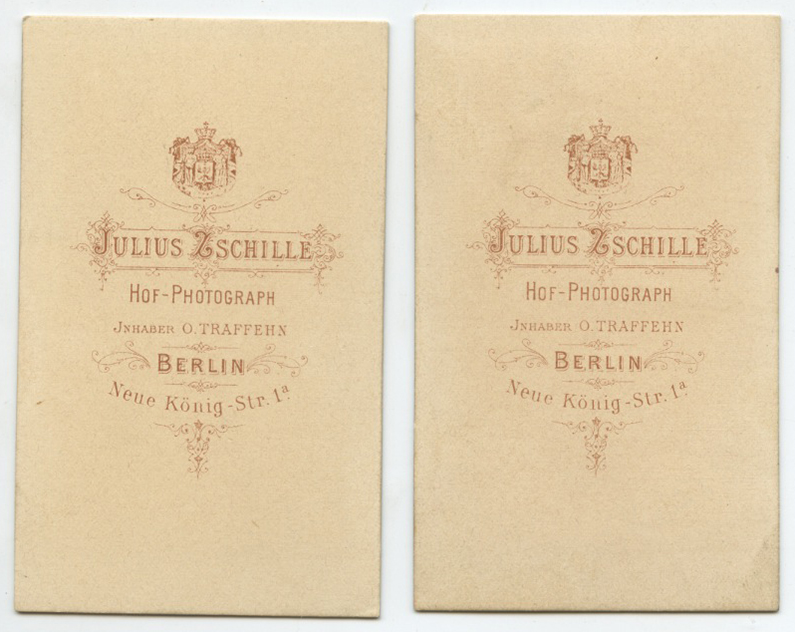 JULIUS ZSCHILLE
HOF-PHOTOGRAPH
JNHABER O. TRAFFEHN
BERLIN
Neue König-Str. 1a.
JULIUS ZSCHILLE
HOF-PHOTOGRAPH
JNHABER O. TRAFFEHN
BERLIN
Neue König-Str. 1a.